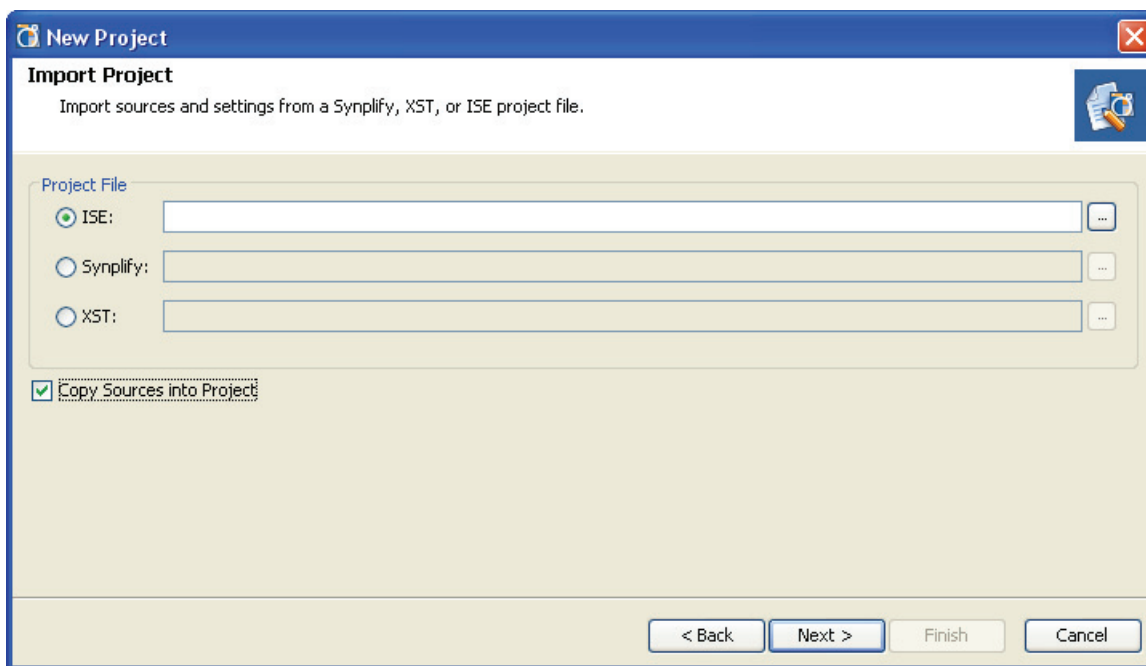 New Project
Import Project
Import sources and settings from a Synplify, XST, or ISE project file.
Project File
ISE:
...
Synplify:
...
XST:
...
Copy Sources into Project
< Back Next > Finish Cancel